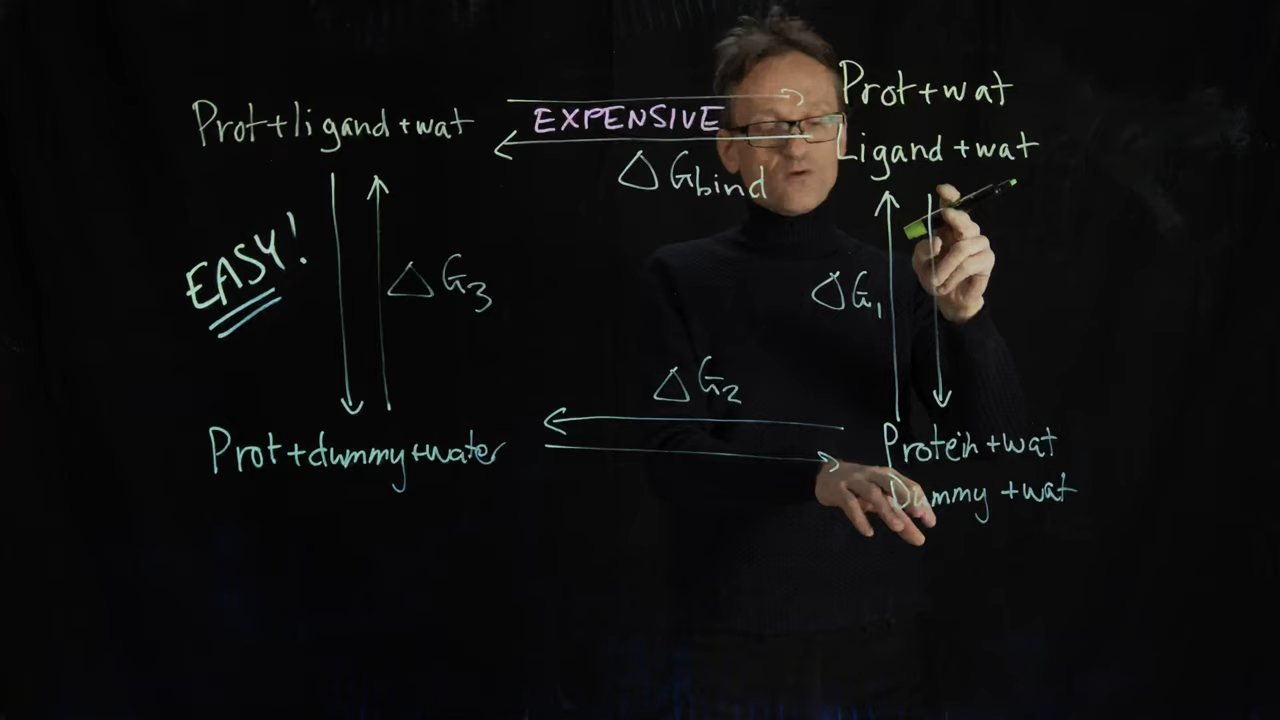 Prot+ligand+wat
EXPENSIVE
ΔGbind
Prot+wat
Ligand+wat
EASY!
ΔG3
ΔG1
ΔG2
Prot+dummy+water
Protein+wat
Dummy+wat